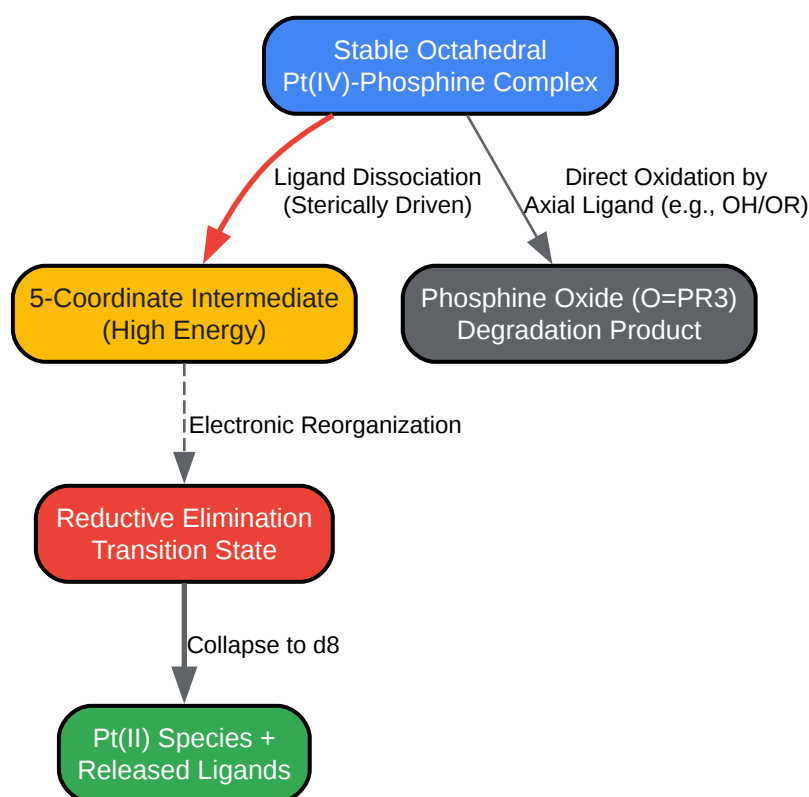 Stable Octahedral
Pt(IV)-Phosphine Complex
Ligand Dissociation
(Sterically Driven)
Direct Oxidation by
Axial Ligand (e.g., OH/OR)
5-Coordinate Intermediate
(High Energy)
Phosphine Oxide (O=PR3)
Degradation Product
Electronic Reorganization
Reductive Elimination
Transition State
Collapse to d8
Pt(II) Species +
Released Ligands